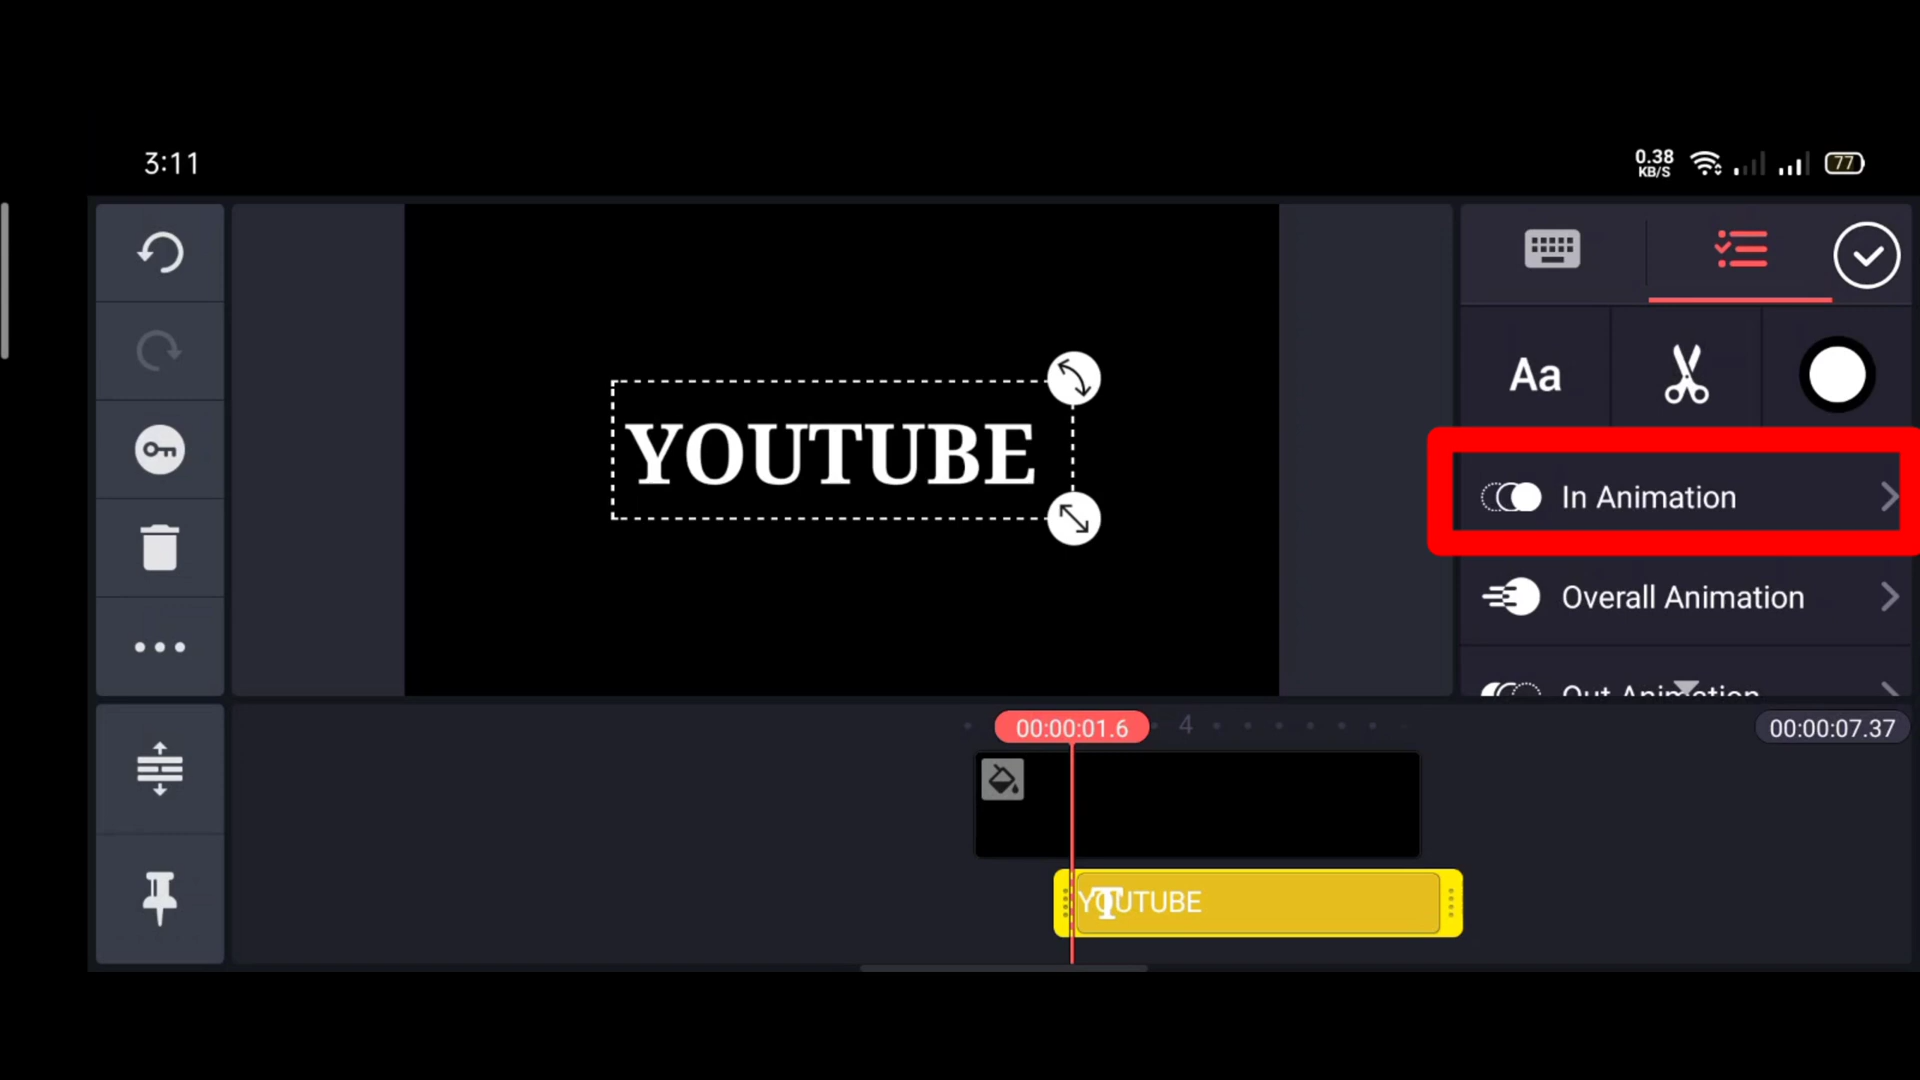 3:11
0.38
KB/S
77
YOUTUBE
Aa
In Animation
Overall Animation
Out Animation
00:00:01.6
4
00:00:07.37
YOUTUBE